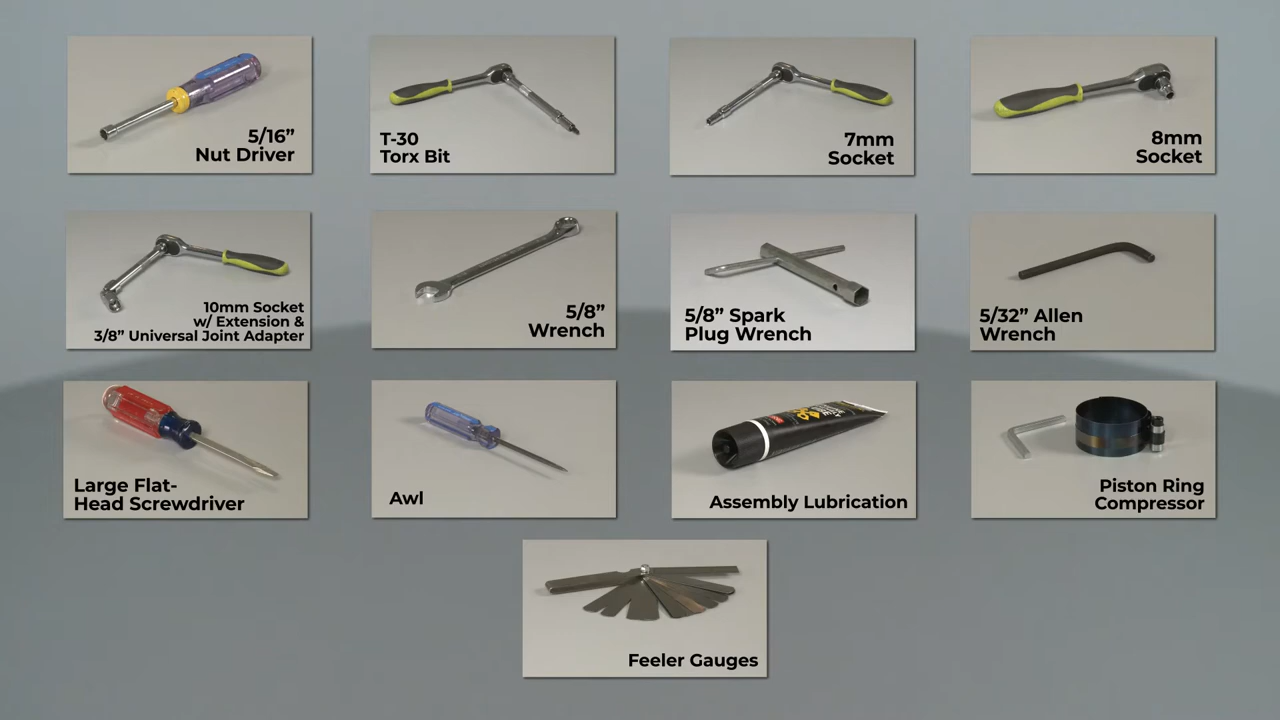 5/16”
Nut Driver
T-30
Torx Bit
7mm
Socket
8mm
Socket
10mm Socket
w/ Extension &
3/8” Universal Joint Adapter
5/8”
Wrench
5/8” Spark
Plug Wrench
5/32” Allen
Wrench
Large Flat-
Head Screwdriver
Awl
Assembly Lubrication
Piston Ring
Compressor
Feeler Gauges